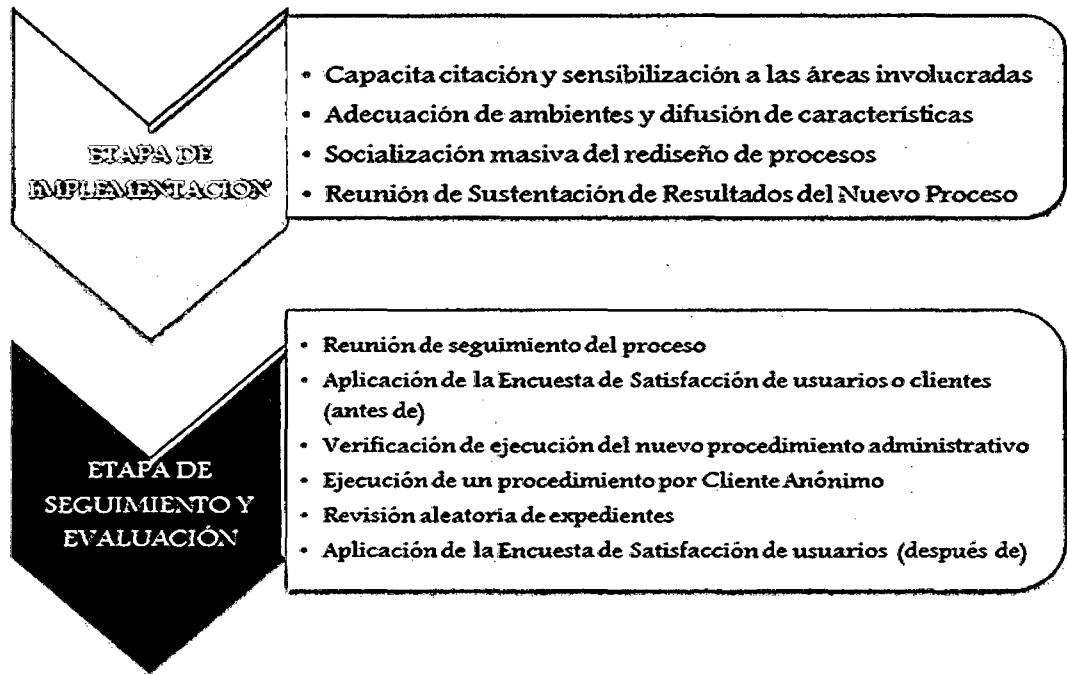 ETAPA DE
IMPLEMENTACIÓN
• Capacita citación y sensibilización a las áreas involucradas
• Adecuación de ambientes y difusión de características
• Socialización masiva del rediseño de procesos
• Reunión de Sustentación de Resultados del Nuevo Proceso
ETAPA DE
SEGUIMIENTO Y
EVALUACIÓN
• Reunión de seguimiento del proceso
• Aplicación de la Encuesta de Satisfacción de usuarios o clientes
(antes de)
• Verificación de ejecución del nuevo procedimiento administrativo
• Ejecución de un procedimiento por Cliente Anónimo
• Revisión aleatoria de expedientes
• Aplicación de la Encuesta de Satisfacción de usuarios (después de)